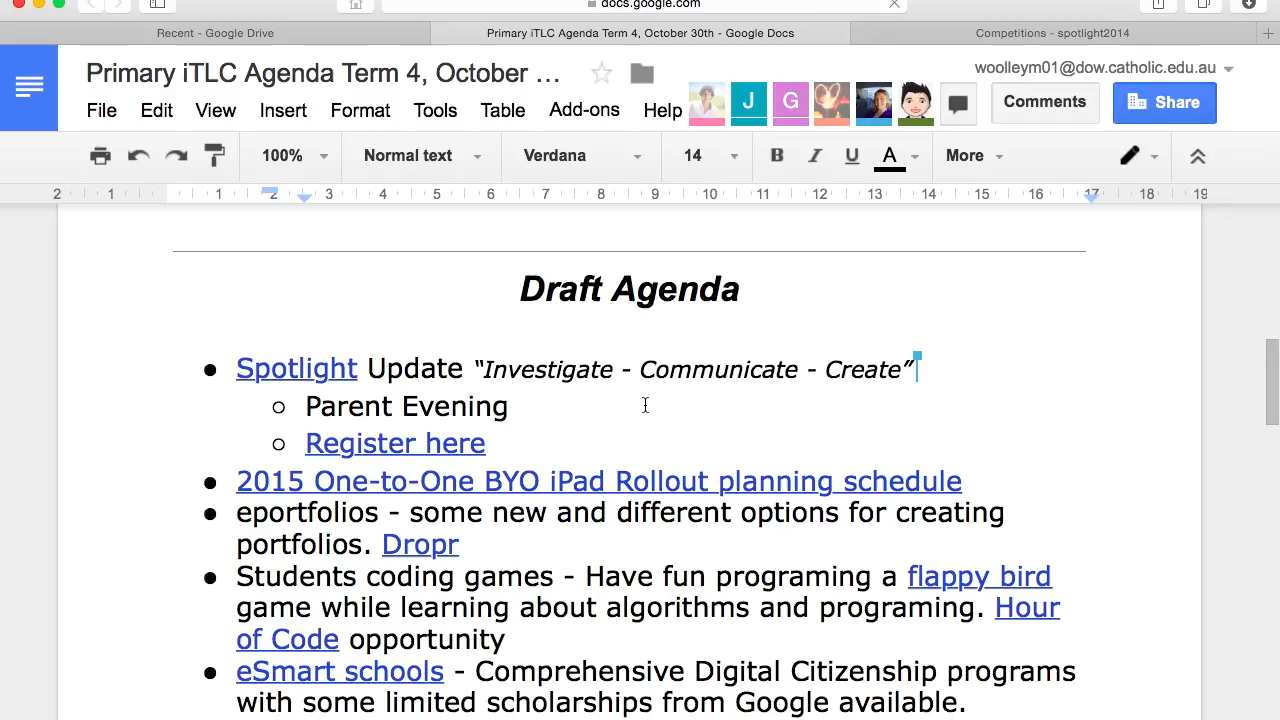 docs.google.com
Recent - Google Drive
Primary iTLC Agenda Term 4, October 30th - Google Docs
Competitions - spotlight2014
Primary iTLC Agenda Term 4, October ...
woolleym01@dow.catholic.edu.au
File Edit View Insert Format Tools Table Add-ons Help
J G
Comments
Share
100% Normal text Verdana 14 B I U A More
2 1 1 2 3 4 5 6 7 8 9 10 11 12 13 14 15 16 17 18 19
Draft Agenda
● Spotlight Update “Investigate - Communicate - Create”
○ Parent Evening
○ Register here
● 2015 One-to-One BYO iPad Rollout planning schedule
● eportfolios - some new and different options for creating
portfolios. Dropr
● Students coding games - Have fun programing a flappy bird
game while learning about algorithms and programing. Hour
of Code opportunity
● eSmart schools - Comprehensive Digital Citizenship programs
with some limited scholarships from Google available.